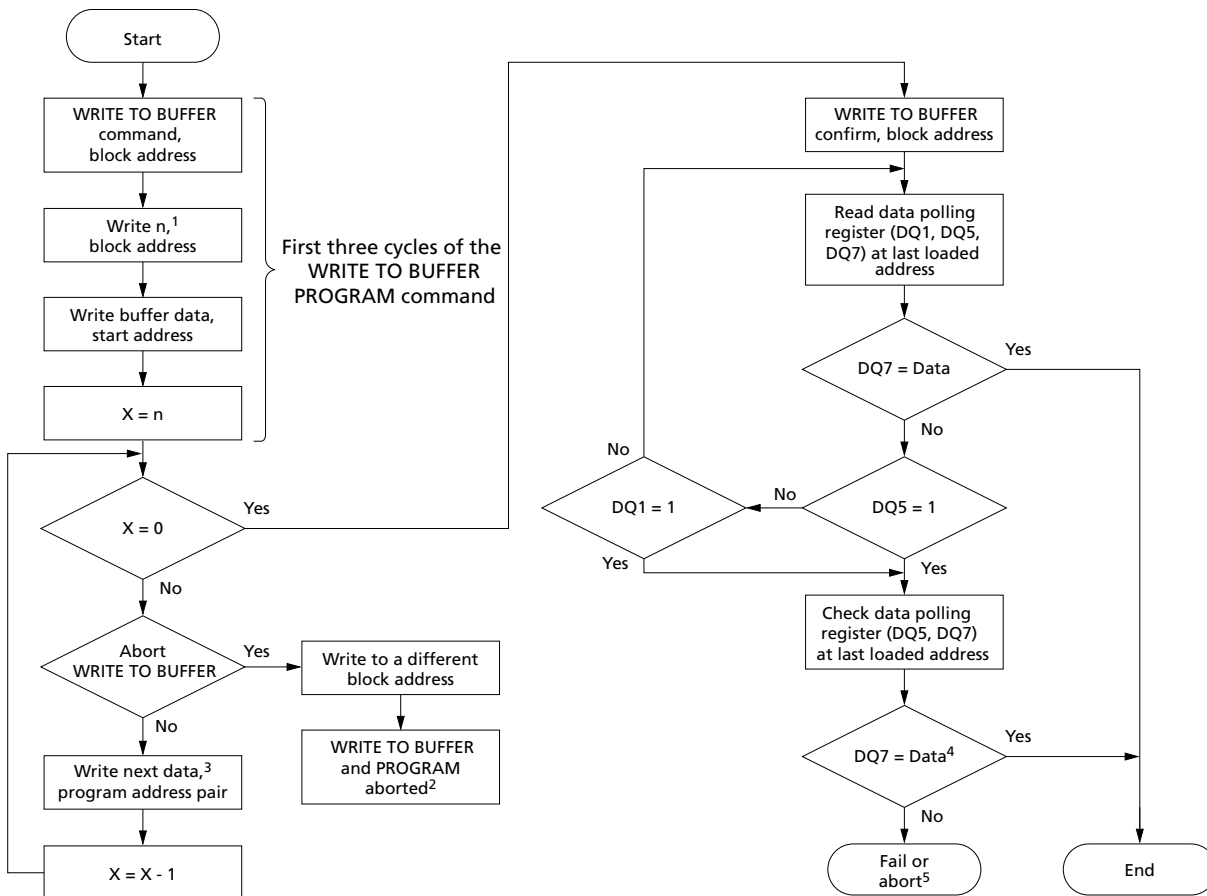 Start
WRITE TO BUFFER
command,
block address
Write n,¹
block address
Write buffer data,
start address
X = n
First three cycles of the
WRITE TO BUFFER
PROGRAM command
X = 0
Yes
No
Abort
WRITE TO BUFFER
Yes
No
Write to a different
block address
WRITE TO BUFFER
and PROGRAM
aborted²
Write next data,³
program address pair
X = X - 1
WRITE TO BUFFER
confirm, block address
Read data polling
register (DQ1, DQ5,
DQ7) at last loaded
address
DQ7 = Data
Yes
No
DQ5 = 1
No
Yes
DQ1 = 1
No
Yes
Check data polling
register (DQ5, DQ7)
at last loaded address
DQ7 = Data⁴
Yes
No
Fail or
abort⁵
End